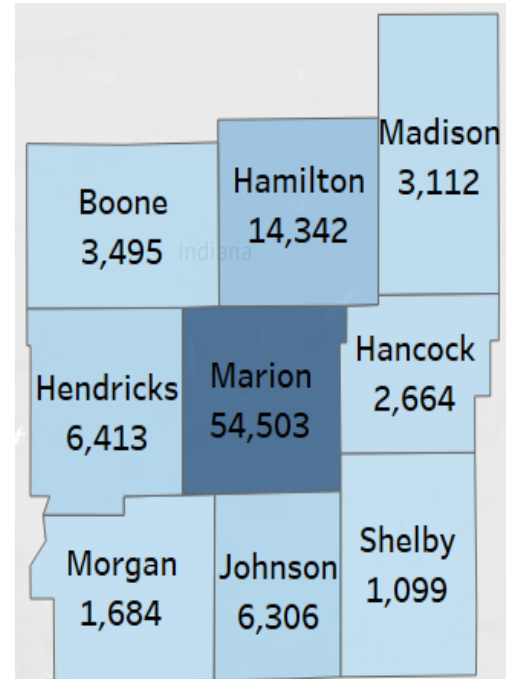 Madison
3,112
Hamilton
14,342
Boone
3,495
Indiana
Hancock
2,664
Marion
54,503
Hendricks
6,413
Shelby
1,099
Morgan
1,684
Johnson
6,306